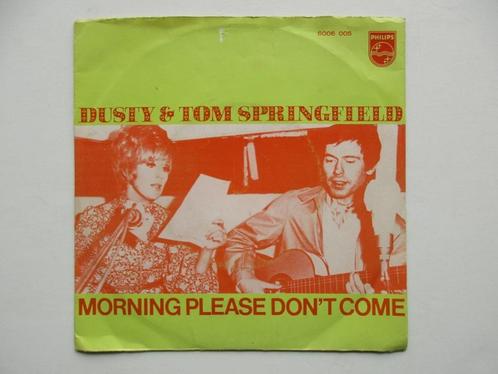 6006 005
PHILIPS
DUSTY & TOM SPRINGFIELD
MORNING PLEASE DON'T COME